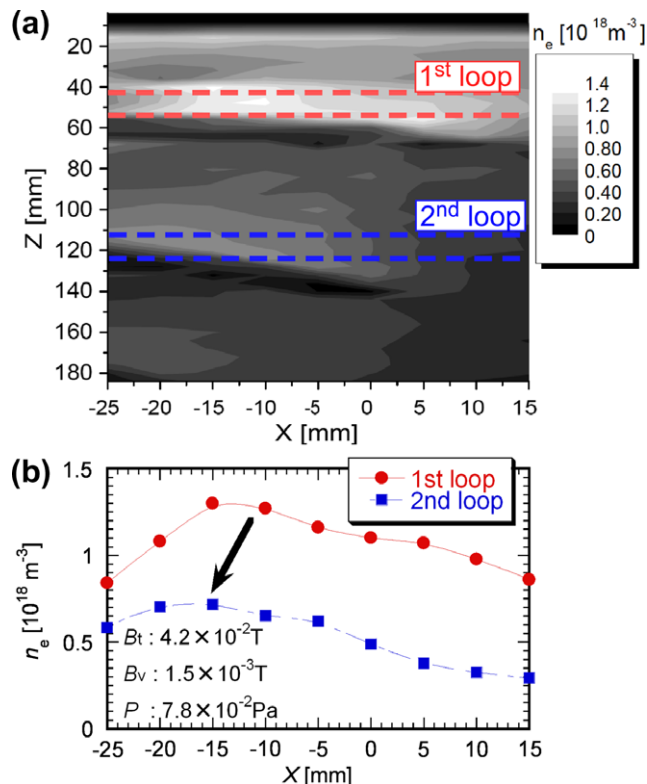 (a)
n_e [10^18 m^-3]
1.4
1.2
1.0
0.80
0.60
0.40
0.20
0
1st loop
2nd loop
Z [mm]
20
40
60
80
100
120
140
160
180
-25 -20 -15 -10 -5 0 5 10 15
X [mm]
(b)
1st loop
2nd loop
n_e [10^18 m^-3]
1.5
1
0.5
0
Bt : 4.2×10^-2T
Bv : 1.5×10^-3T
P : 7.8×10^-2Pa
-25 -20 -15 -10 -5 0 5 10 15
X [mm]